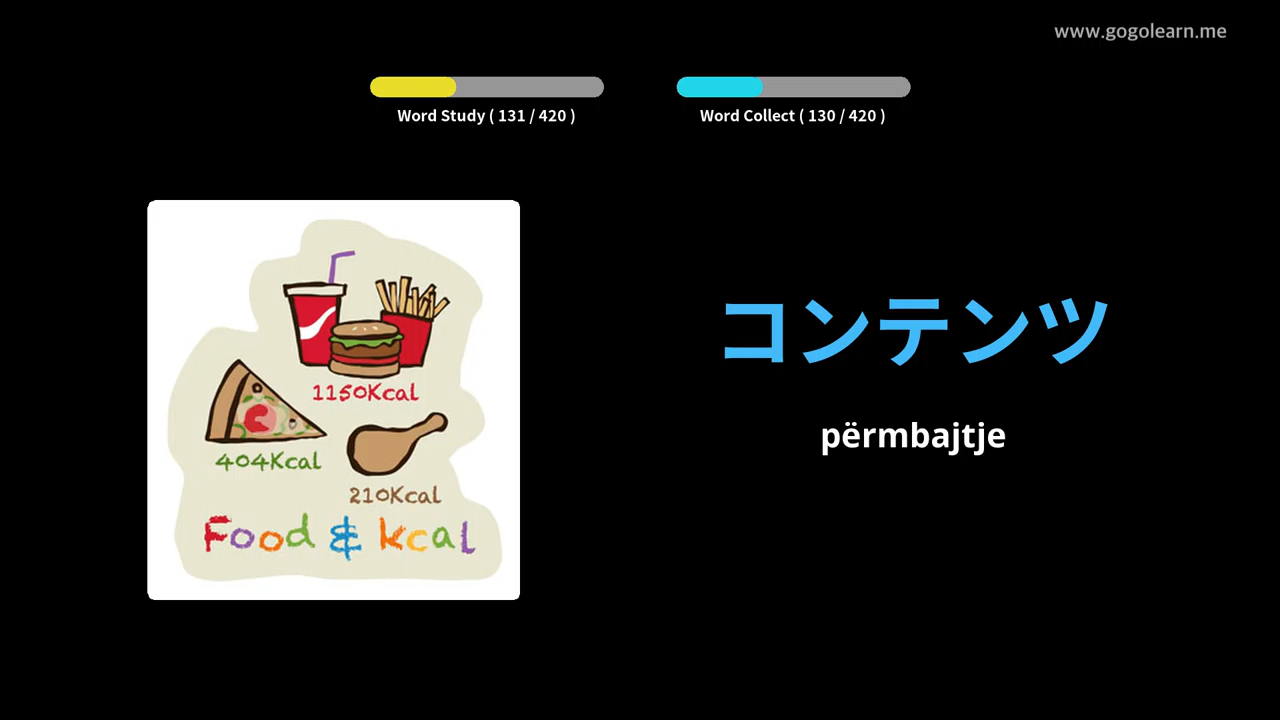 www.gogolearn.me
Word Study ( 131 / 420 )
Word Collect ( 130 / 420 )
1150Kcal
404Kcal
210Kcal
Food & kcal
コンテンツ
përmbajtje